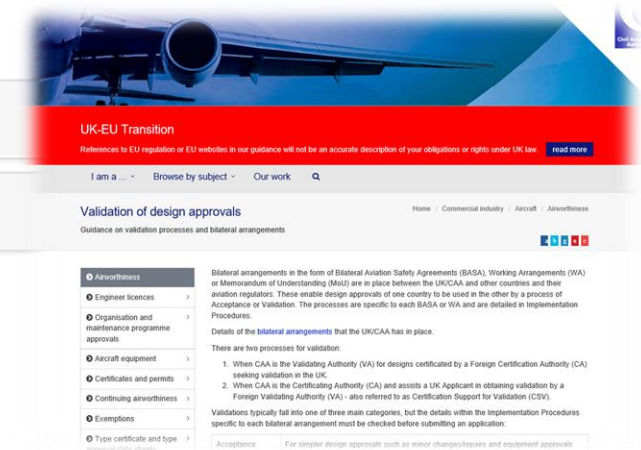 UK-EU Transition
References to EU regulation or EU websites in our guidance will not be an accurate description of your obligations or rights under UK law. read more
I am a ... Browse by subject Our work
Validation of design approvals
Home / Commercial industry / Aircraft / Airworthiness
Guidance on validation processes and bilateral arrangements
Airworthiness
Engineer licences
Organisation and
maintenance programme
approvals
Aircraft equipment
Certificates and permits
Continuing airworthiness
Exemptions
Type certificate and type
approval data sheets
Bilateral arrangements in the form of Bilateral Aviation Safety Agreements (BASA), Working Arrangements (WA)
or Memorandum of Understanding (MoU) are in place between the UK/CAA and other countries and their
aviation regulators. These enable design approvals of one country to be used in the other by a process of
Acceptance or Validation. The processes are specific to each BASA or WA and are detailed in Implementation
Procedures.
Details of the bilateral arrangements that the UK/CAA has in place.
There are two processes for validation:
1. When CAA is the Validating Authority (VA) for designs certificated by a Foreign Certification Authority (CA)
seeking validation in the UK.
2. When CAA is the Certificating Authority (CA) and assists a UK Applicant in obtaining validation by a
Foreign Validating Authority (VA) - also referred to as Certification Support for Validation (CSV).
Validations typically fall into one of three main categories, but the details within the Implementation Procedures
specific to each bilateral arrangement must be checked before submitting an application:
Acceptance For simpler design approvals such as minor changes/repairs and equipment approvals